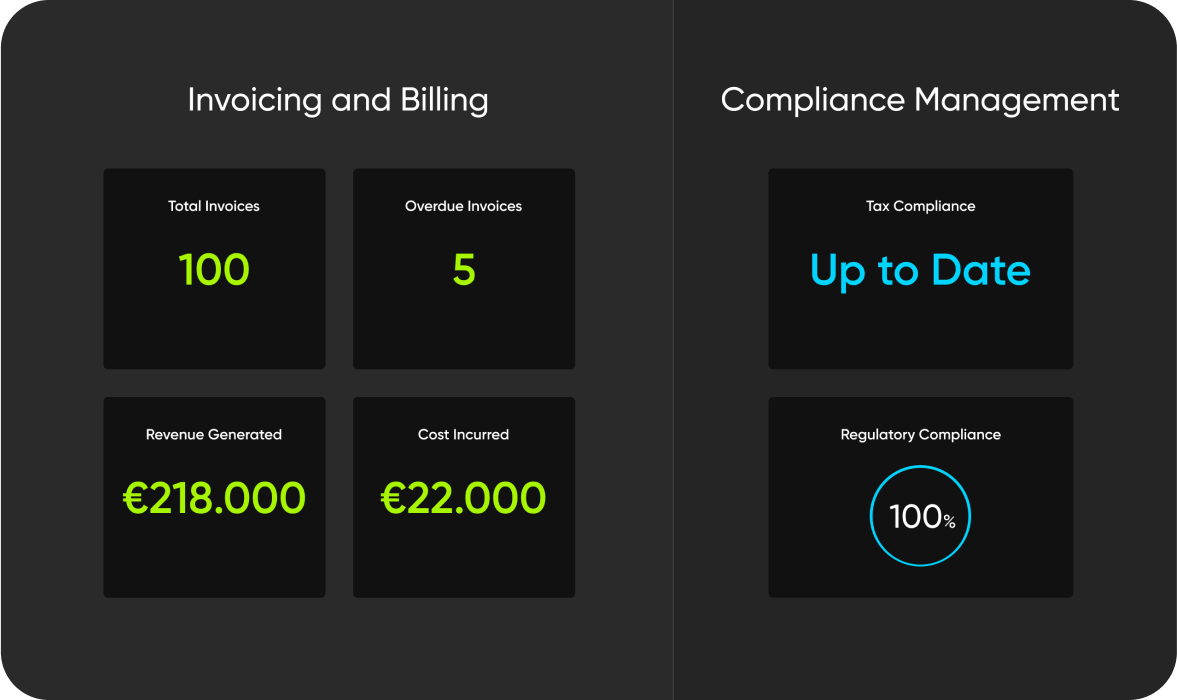 Invoicing and Billing
Total Invoices
100
Overdue Invoices
5
Revenue Generated
€218.000
Cost Incurred
€22.000
Compliance Management
Tax Compliance
Up to Date
Regulatory Compliance
100%